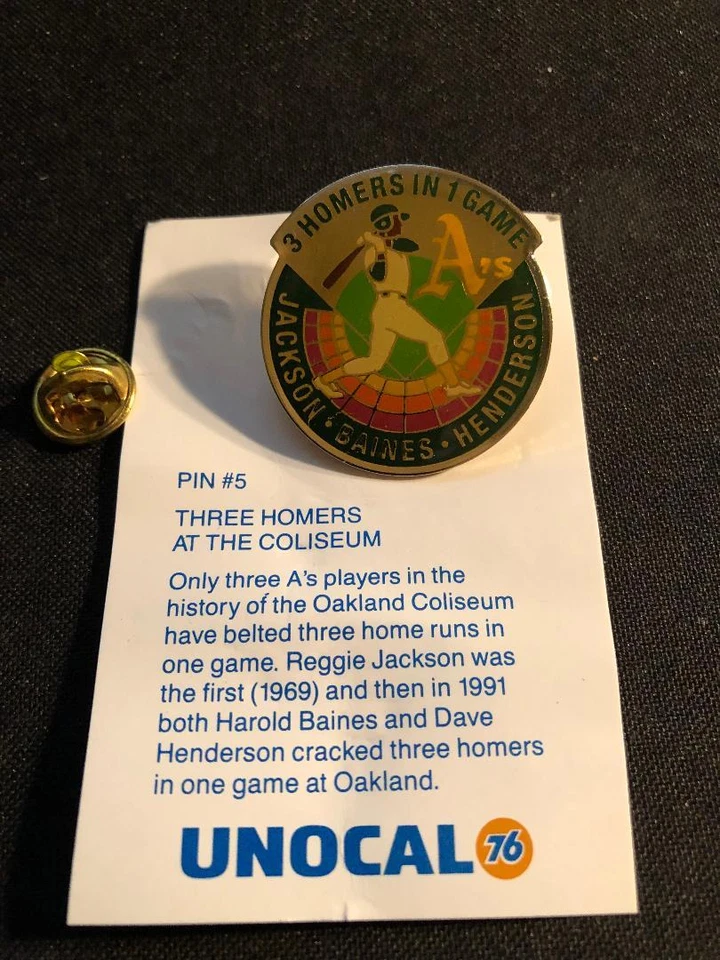 3 HOMERS IN 1 GAME
A's
JACKSON • BAINES • HENDERSON
PIN #5
THREE HOMERS
AT THE COLISEUM
Only three A's players in the
history of the Oakland Coliseum
have belted three home runs in
one game. Reggie Jackson was
the first (1969) and then in 1991
both Harold Baines and Dave
Henderson cracked three homers
in one game at Oakland.
UNOCAL 76